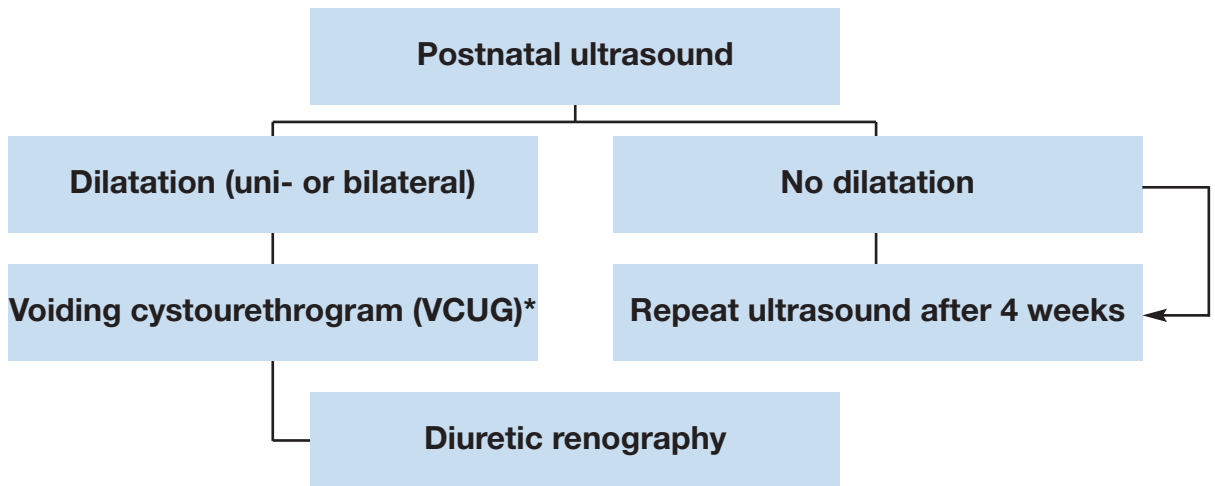 Postnatal ultrasound
Dilatation (uni- or bilateral)
No dilatation
Voiding cystourethrogram (VCUG)*
Repeat ultrasound after 4 weeks
Diuretic renography